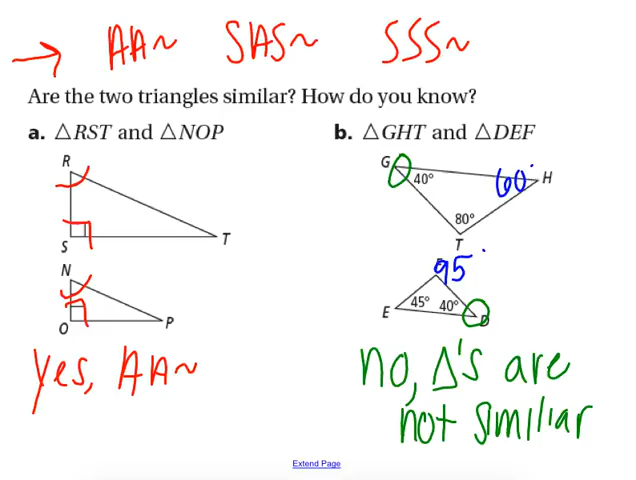 → AA~ SAS~ SSS~
Are the two triangles similar? How do you know?
a. △RST and △NOP
b. △GHT and △DEF
R
S
T
N
O
P
G
40°
60°
H
80°
T
95°
E
45°
40°
D
yes, AA~
no, Δ's are
not similiar
Extend Page